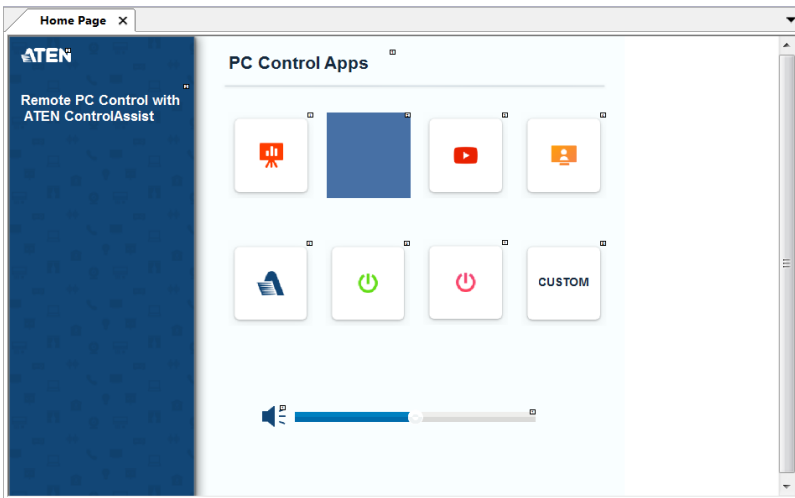 Home Page X
ATEN
PC Control Apps
Remote PC Control with
ATEN ControlAssist
CUSTOM